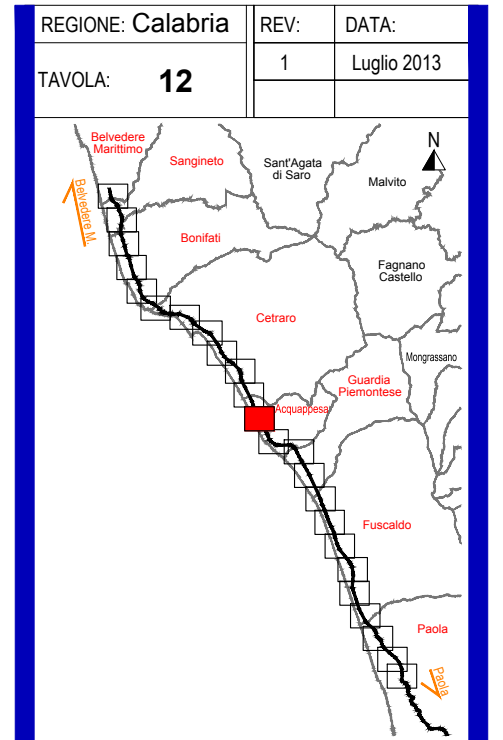 REGIONE: Calabria
REV:
DATA:
TAVOLA: 12
1
Luglio 2013
Belvedere
Marittimo
Sangineto
Sant'Agata
di Saro
N
Malvito
Belvedere M.
Bonifati
Fagnano
Castello
Cetraro
Mongrassano
Guardia
Piemontese
Acquappesa
Fuscaldo
Paola
Paola